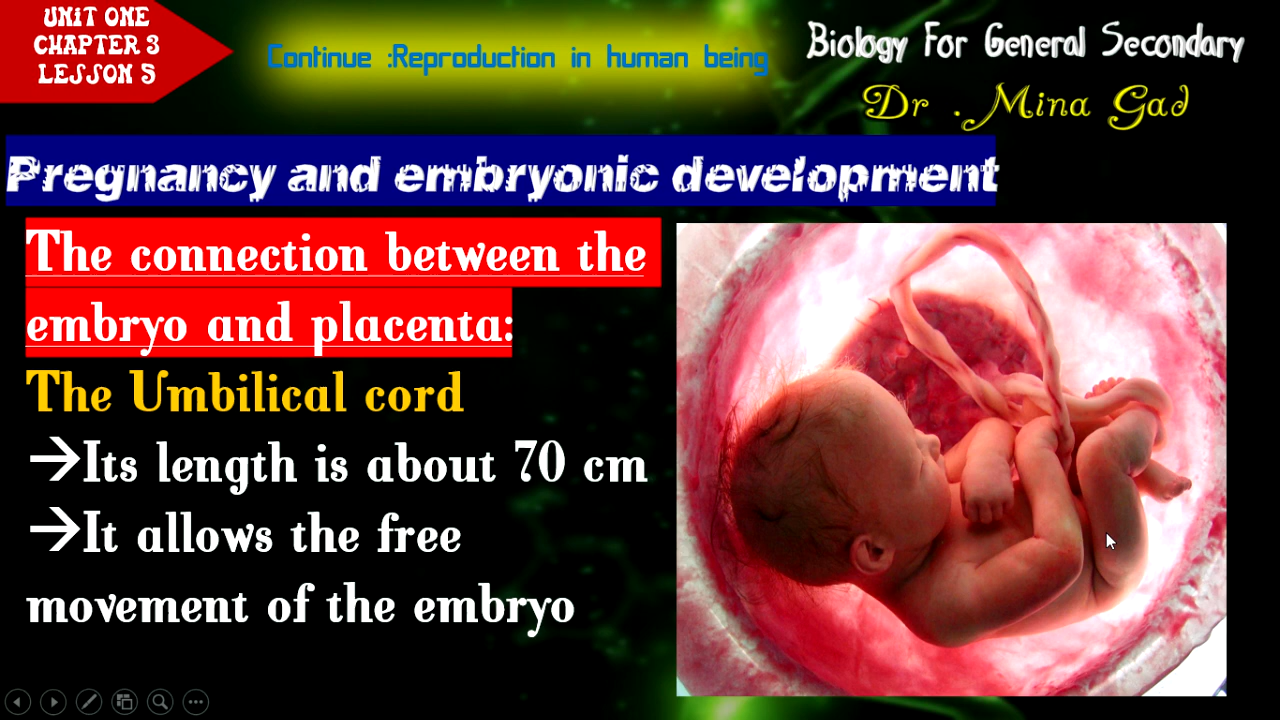 UNIT ONE
CHAPTER 3
LESSON 5
Continue :Reproduction in human being
Biology For General Secondary
Dr . Mina Gad
Pregnancy and embryonic development
The connection between the
embryo and placenta:
The Umbilical cord
→Its length is about 70 cm
→It allows the free
movement of the embryo